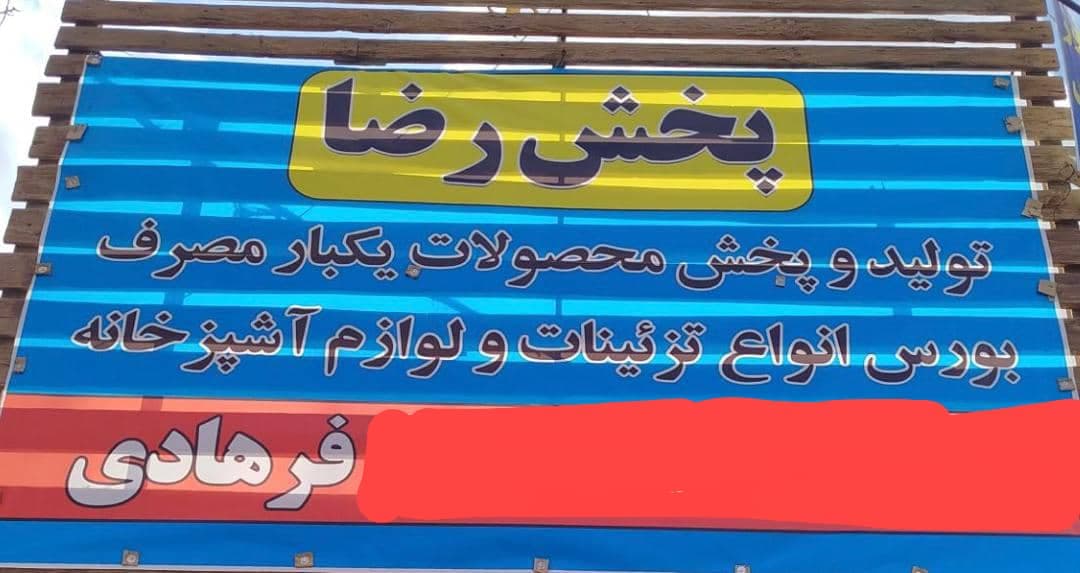 پخش رضا
تولید و پخش محصولات یکبار مصرف
بورس انواع تزئینات و لوازم آشپزخانه
فرهادی